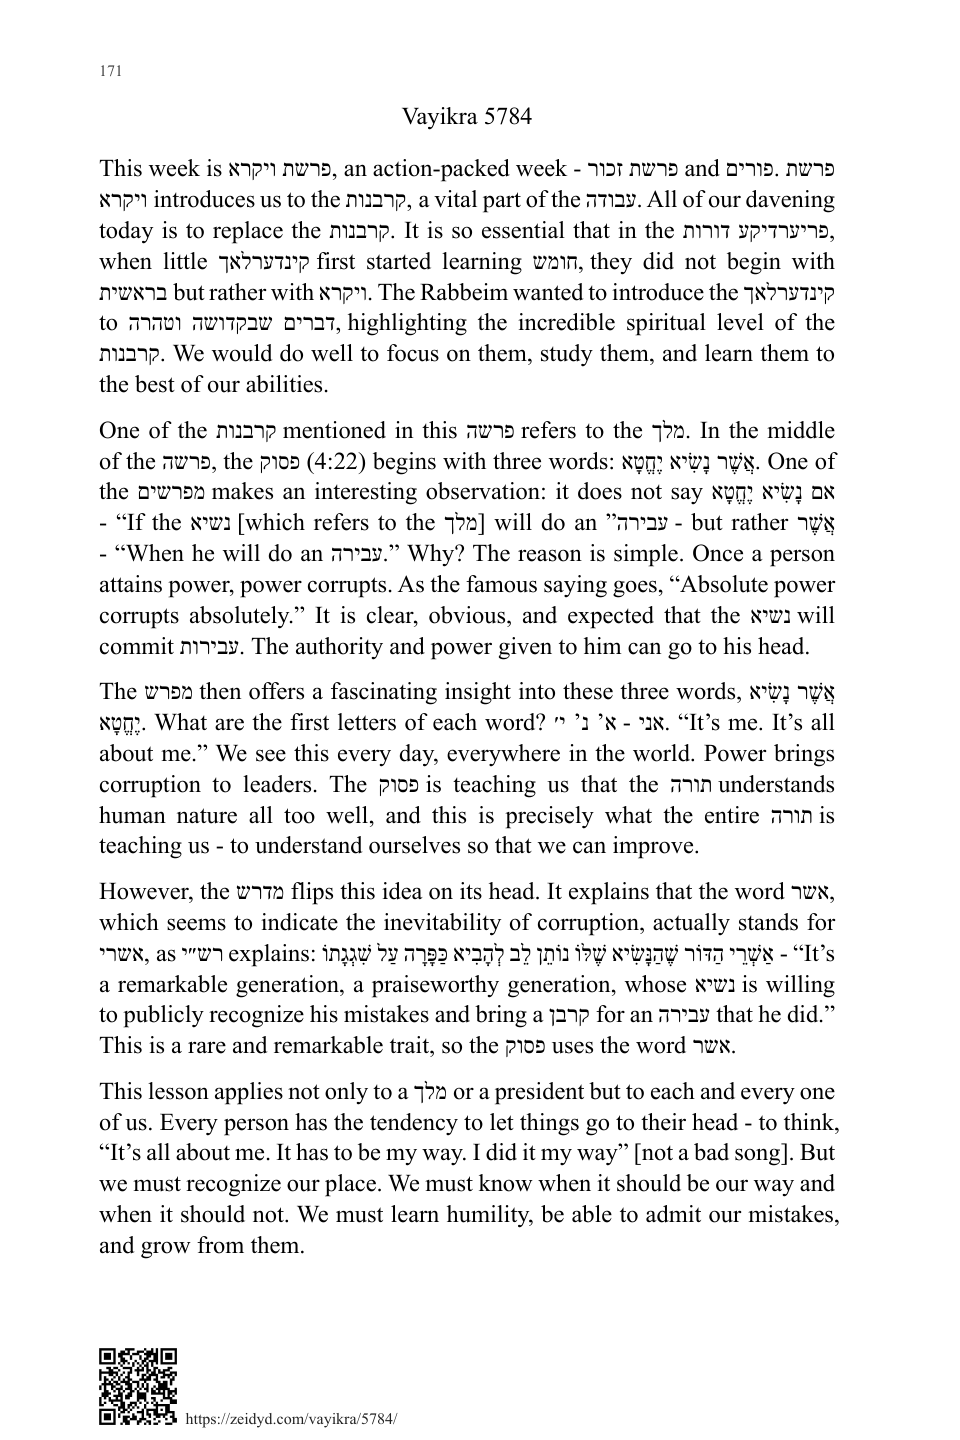 171
Vayikra 5784
This week is פרשת ויקרא, an action-packed week - פרשת זכור and פורים. פרשת
ויקרא introduces us to the קרבנות, a vital part of the עבודה. All of our davening
today is to replace the קרבנות. It is so essential that in the פריערדיקע דורות,
when little קינדערלאך first started learning חומש, they did not begin with
בראשית but rather with ויקרא. The Rabbeim wanted to introduce the קינדערלאך
to דברים שבקדושה וטהרה, highlighting the incredible spiritual level of the
קרבנות. We would do well to focus on them, study them, and learn them to
the best of our abilities.
One of the קרבנות mentioned in this פרשה refers to the מלך. In the middle
of the פרשה, the פסוק (4:22) begins with three words: אֲשֶׁר נָשִׂיא יֶחֱטָא. One of
the מפרשים makes an interesting observation: it does not say אִם נָשִׂיא יֶחֱטָא
- “If the נשיא [which refers to the מלך] will do an עבירה” - but rather אֲשֶׁר
- “When he will do an עבירה.” Why? The reason is simple. Once a person
attains power, power corrupts. As the famous saying goes, “Absolute power
corrupts absolutely.” It is clear, obvious, and expected that the נשיא will
commit עבירות. The authority and power given to him can go to his head.
The מפרש then offers a fascinating insight into these three words, אֲשֶׁר נָשִׂיא
יֶחֱטָא. What are the first letters of each word? א’ נ’ י׳ - אני. “It’s me. It’s all
about me.” We see this every day, everywhere in the world. Power brings
corruption to leaders. The פסוק is teaching us that the תורה understands
human nature all too well, and this is precisely what the entire תורה is
teaching us - to understand ourselves so that we can improve.
However, the מדרש flips this idea on its head. It explains that the word אשר,
which seems to indicate the inevitability of corruption, actually stands for
אשרי, as רש״י explains: אַשְׁרֵי הַדּוֹר שֶׁהַנָּשִׂיא שֶׁלּוֹ נוֹתֵן לֵב לְהָבִיא כַּפָּרָה עַל שִׁגְגָתוֹ - “It’s
a remarkable generation, a praiseworthy generation, whose נשיא is willing
to publicly recognize his mistakes and bring a קרבן for an עבירה that he did.”
This is a rare and remarkable trait, so the פסוק uses the word אשר.
This lesson applies not only to a מלך or a president but to each and every one
of us. Every person has the tendency to let things go to their head - to think,
“It’s all about me. It has to be my way. I did it my way” [not a bad song]. But
we must recognize our place. We must know when it should be our way and
when it should not. We must learn humility, be able to admit our mistakes,
and grow from them.
https://zeidyd.com/vayikra/5784/